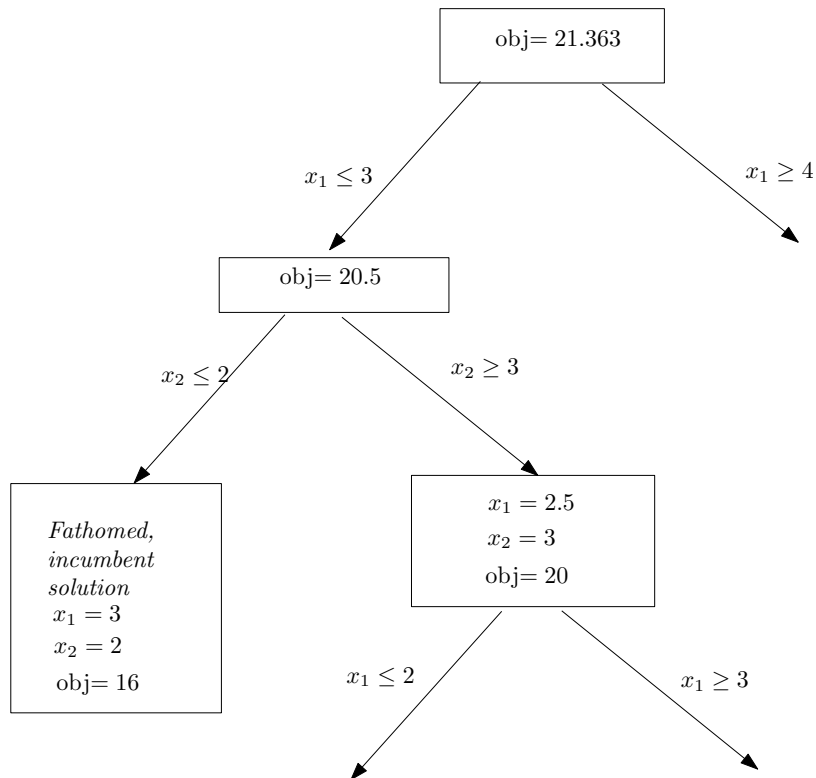 obj= 21.363
x₁ ≤ 3
x₁ ≥ 4
obj= 20.5
x₂ ≤ 2
x₂ ≥ 3
Fathomed,
incumbent
solution
x₁ = 3
x₂ = 2
obj= 16
x₁ = 2.5
x₂ = 3
obj= 20
x₁ ≤ 2
x₁ ≥ 3